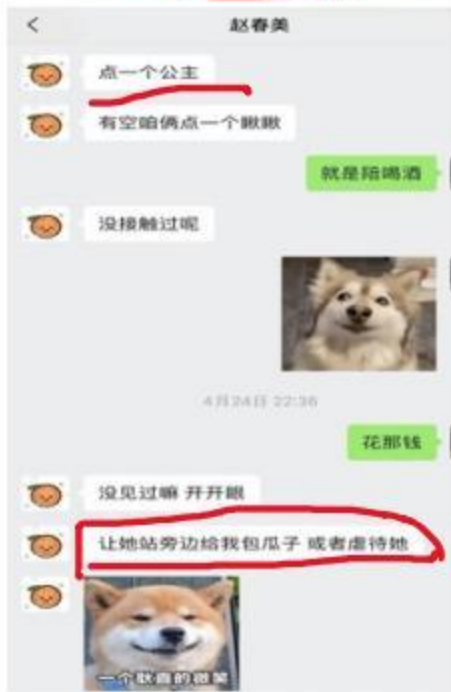 赵春美
点一个公主
有空咱俩点一个瞅瞅
就是陪喝酒
没接触过呢
4月24日 22:36
花那钱
没见过嘛 开开眼
让她站旁边给我包瓜子 或者虐待她
一个耿直的微笑